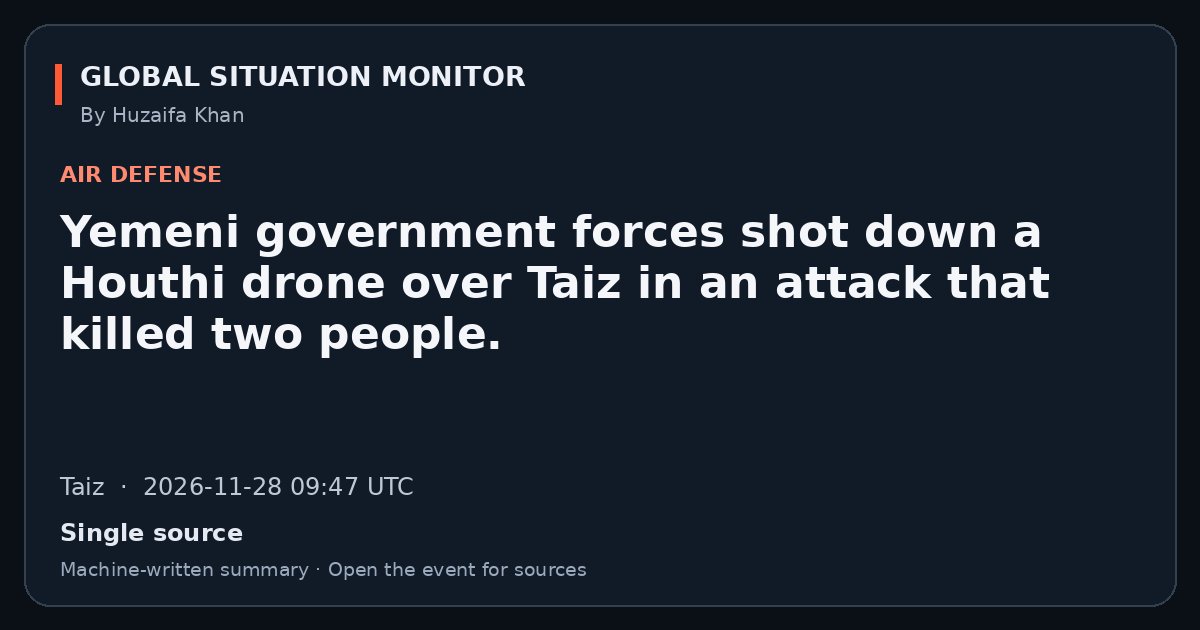 GLOBAL SITUATION MONITOR
By Huzaifa Khan
AIR DEFENSE
Yemeni government forces shot down a
Houthi drone over Taiz in an attack that
killed two people.
Taiz · 2026-11-28 09:47 UTC
Single source
Machine-written summary · Open the event for sources